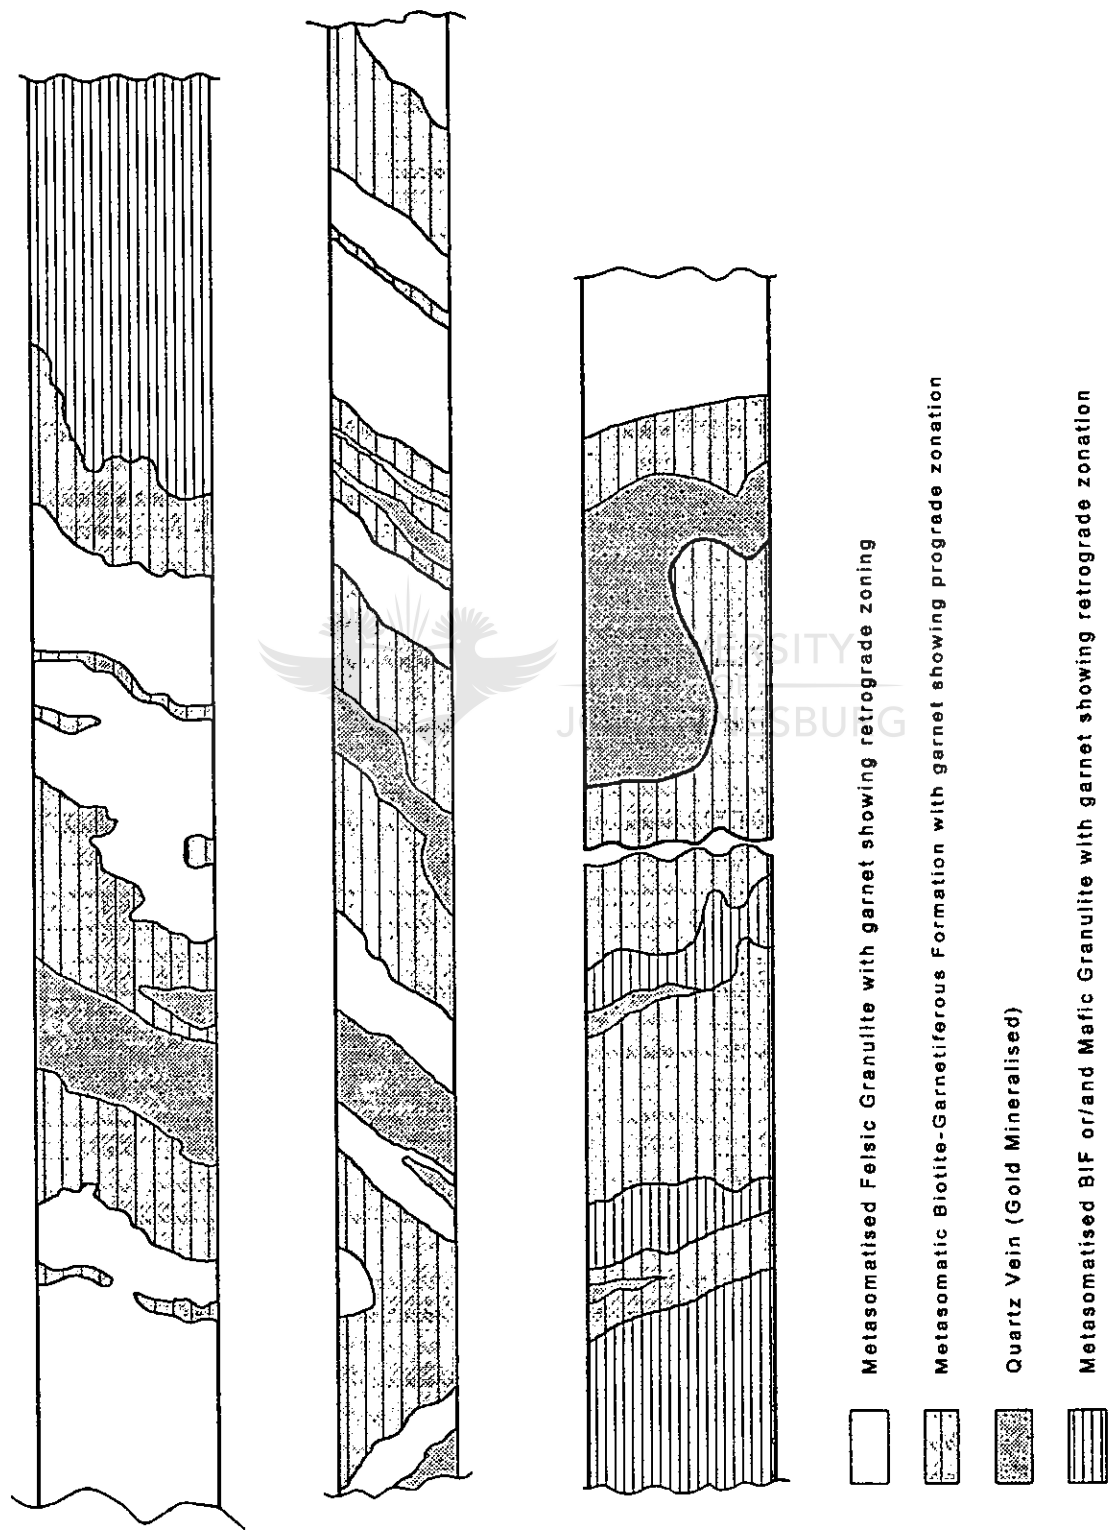 Metasomatised Felsic Granulite with garnet showing retrograde zoning
Metasomatic Biotite-Garnetiferous Formation with garnet showing prograde zonation
Quartz Vein (Gold Mineralised)
Metasomatised BIF or/and Mafic Granulite with garnet showing retrograde zonation